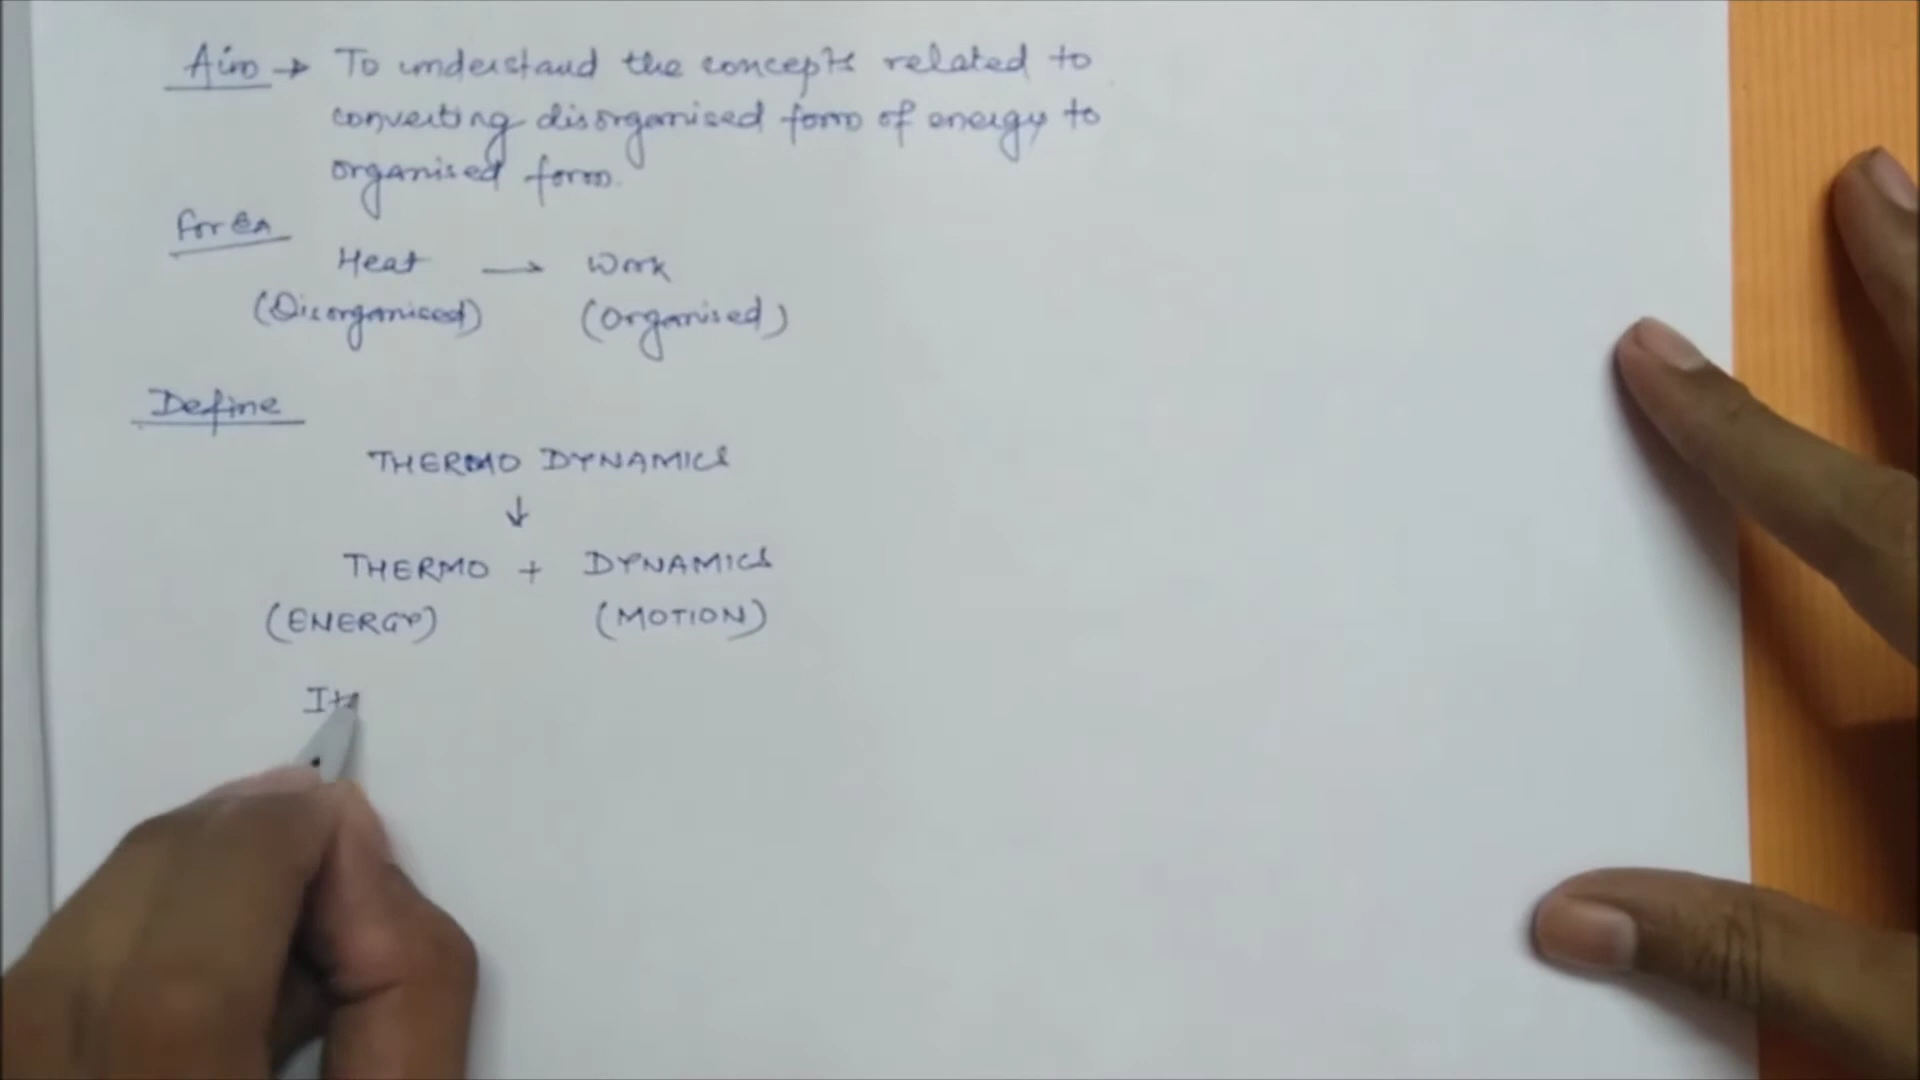 Aim → To understand the concepts related to
converting disorganised form of energy to
organised form.
For Ex
Heat → Work
(Disorganised) (Organised)
Define
THERMO DYNAMICS
↓
THERMO + DYNAMICS
(ENERGY) (MOTION)
It